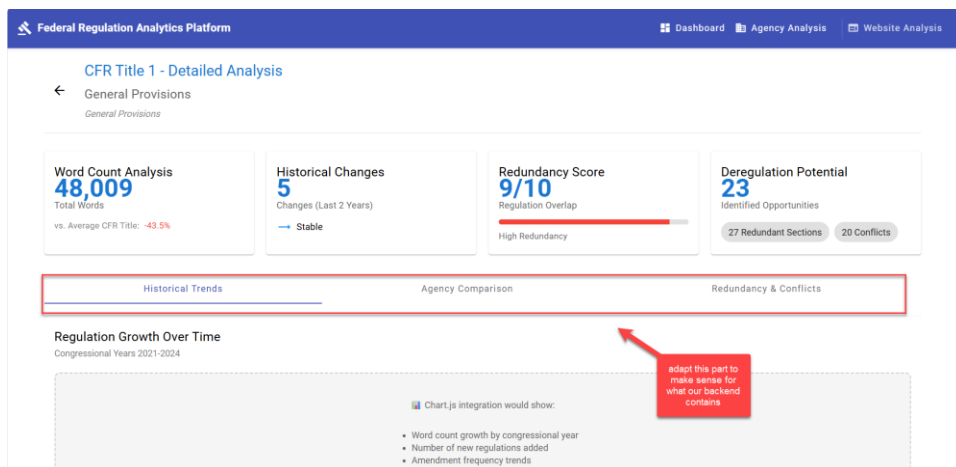 Federal Regulation Analytics Platform
Dashboard
Agency Analysis
Website Analysis
CFR Title 1 - Detailed Analysis
General Provisions
General Provisions
Word Count Analysis
48,009
Total Words
vs. Average CFR Title: -43.5%
Historical Changes
5
Changes (Last 2 Years)
→ Stable
Redundancy Score
9/10
Regulation Overlap
High Redundancy
Deregulation Potential
23
Identified Opportunities
27 Redundant Sections
20 Conflicts
Historical Trends
Agency Comparison
Redundancy & Conflicts
Regulation Growth Over Time
Congressional Years 2021-2024
adapt this part to
make sense for
what our backend
contains
📊 Chart.js integration would show:
• Word count growth by congressional year
• Number of new regulations added
• Amendment frequency trends